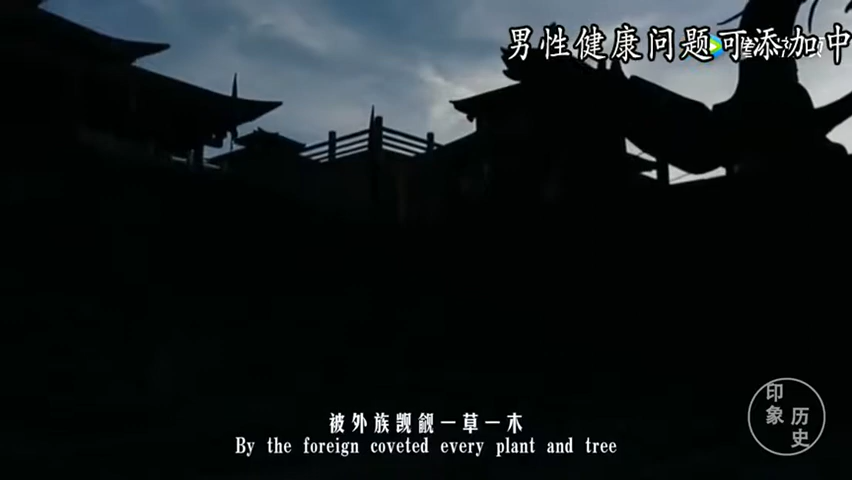 男性健康问题可添加中
被外族觊觎一草一木
By the foreign coveted every plant and tree
印象
历史